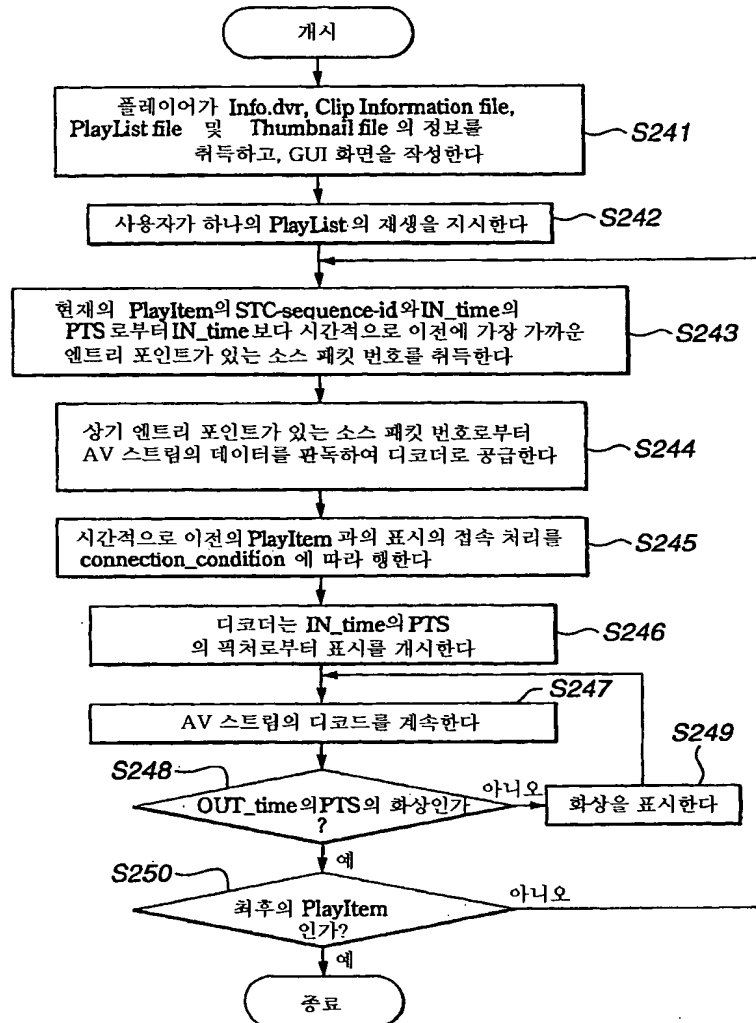 개시
플레이어가 Info.dvr, Clip Information file,
PlayList file 및 Thumbnail file 의 정보를
취득하고, GUI 화면을 작성한다
S241
사용자가 하나의 PlayList 의 재생을 지시한다
S242
현재의 PlayItem의 STC-sequence-id와 IN_time의
PTS 로부터 IN_time 보다 시간적으로 이전에 가장 가까운
엔트리 포인트가 있는 소스 패킷 번호를 취득한다
S243
상기 엔트리 포인트가 있는 소스 패킷 번호로부터
AV 스트림의 데이터를 판독하여 디코더로 공급한다
S244
시간적으로 이전의 PlayItem 과의 표시의 접속 처리를
connection_condition 에 따라 행한다
S245
디코더는 IN_time의 PTS
의 픽처로부터 표시를 개시한다
S246
S247
AV 스트림의 디코드를 계속한다
S248
OUT_time의 PTS의 화상인가
?
아니오
S249
화상을 표시한다
예
S250
최후의 PlayItem
인가?
아니오
예
종료